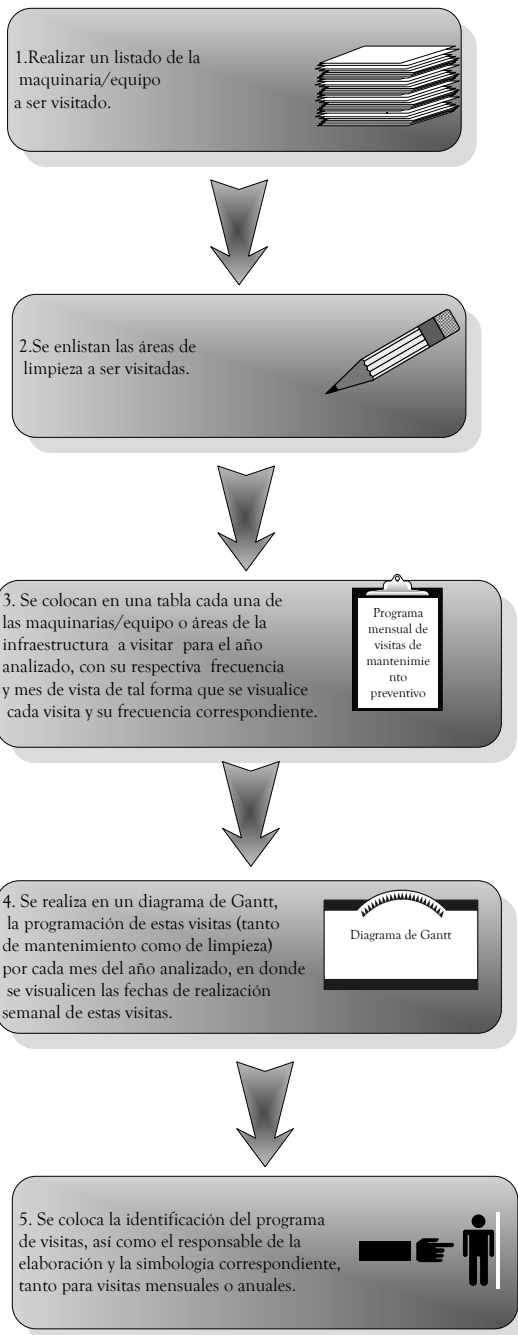 1.Realizar un listado de la
maquinaria/equipo
a ser visitado.
2.Se enlistan las áreas de
limpieza a ser visitadas.
3. Se colocan en una tabla cada una de
las maquinarias/equipo o áreas de la
infraestructura a visitar para el año
analizado, con su respectiva frecuencia
y mes de vista de tal forma que se visualice
cada visita y su frecuencia correspondiente.
Programa
mensual de
visitas de
mantenimie
nto
preventivo
4. Se realiza en un diagrama de Gantt,
la programación de estas visitas (tanto
de mantenimiento como de limpieza)
por cada mes del año analizado, en donde
se visualicen las fechas de realización
semanal de estas visitas.
Diagrama de Gantt
5. Se coloca la identificación del programa
de visitas, así como el responsable de la
elaboración y la simbología correspondiente,
tanto para visitas mensuales o anuales.